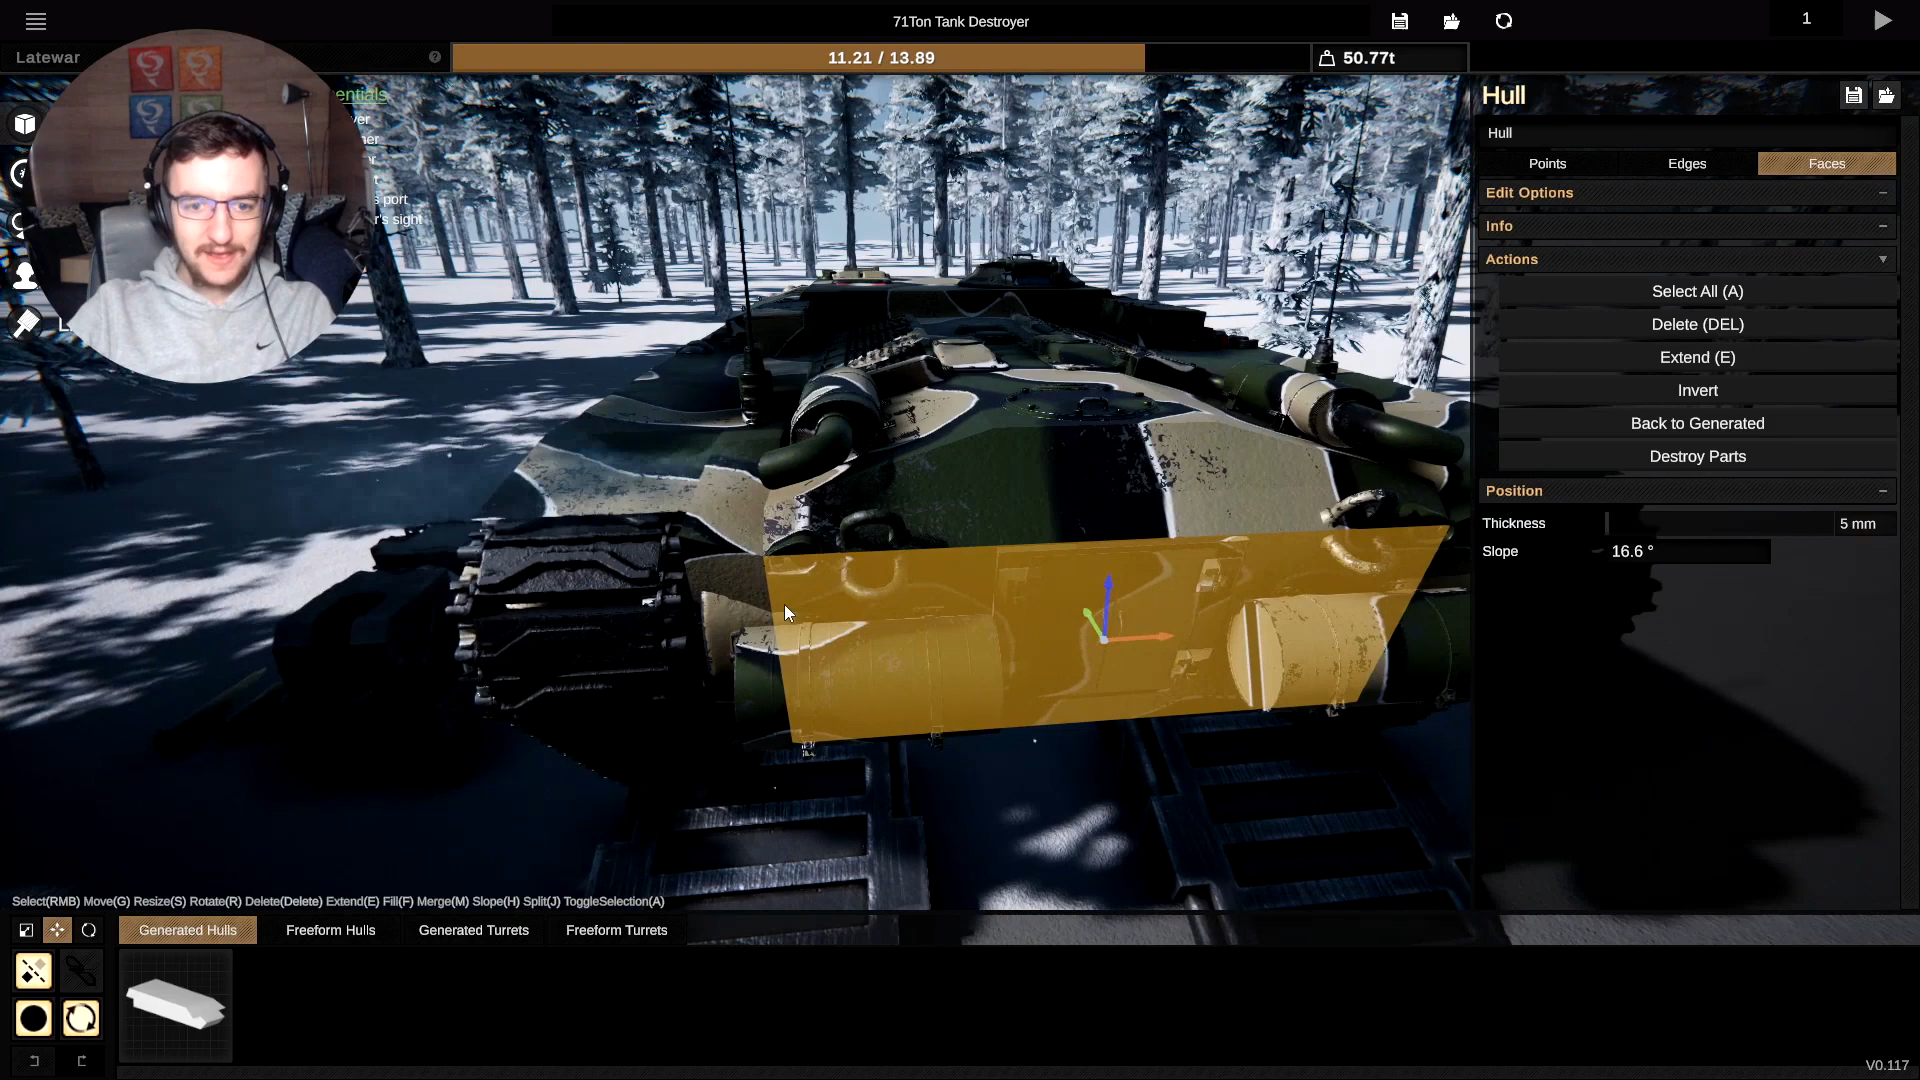 71Ton Tank Destroyer
1
Latewar
?
11.21 / 13.89
50.77t
entials
port
r's sight
Hull
Hull
Points
Edges
Faces
Edit Options
Info
Actions
Select All (A)
Delete (DEL)
Extend (E)
Invert
Back to Generated
Destroy Parts
Position
Thickness
5 mm
Slope
16.6 °
Select(RMB) Move(G) Resize(S) Rotate(R) Delete(Delete) Extend(E) Fill(F) Merge(M) Slope(H) Split(J) ToggleSelection(A)
Generated Hulls
Freeform Hulls
Generated Turrets
Freeform Turrets
V0.117